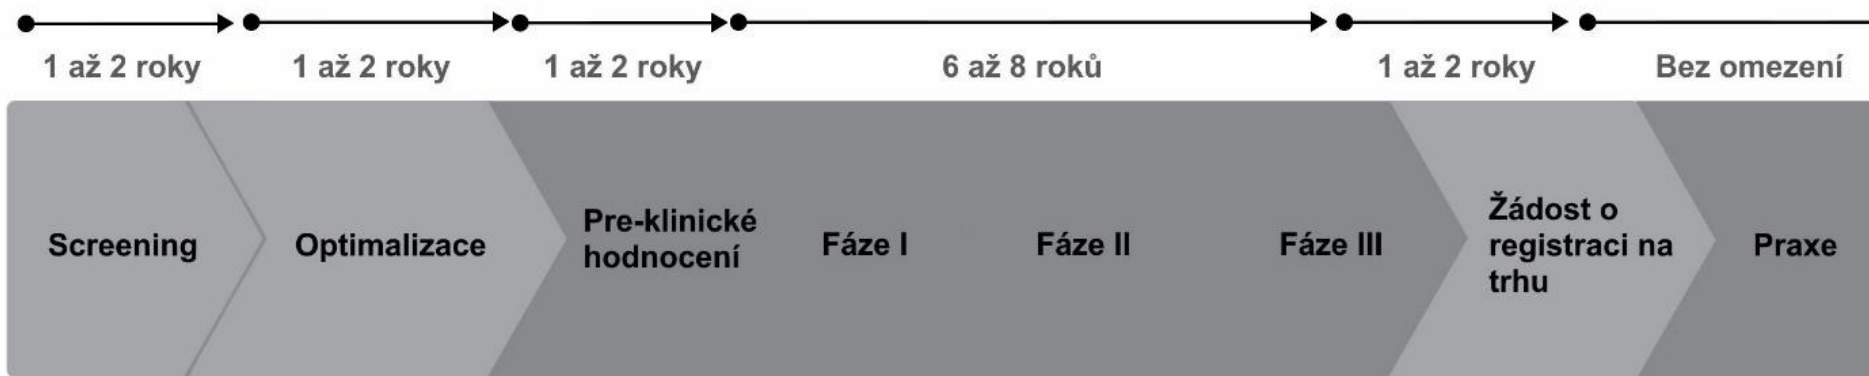 1 až 2 roky
1 až 2 roky
1 až 2 roky
6 až 8 roků
1 až 2 roky
Bez omezení
Screening
Optimalizace
Pre-klinické
hodnocení
Fáze I
Fáze II
Fáze III
Žádost o
registraci na
trhu
Praxe